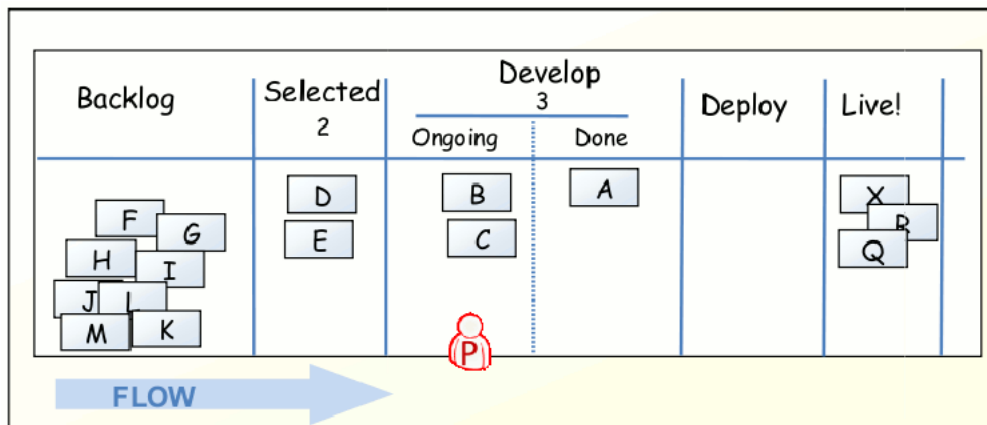 Backlog
Selected
2
Develop
3
Ongoing
Done
Deploy
Live!
D
E
B
C
A
X
R
Q
F
G
H
I
J
L
M
K
P
FLOW